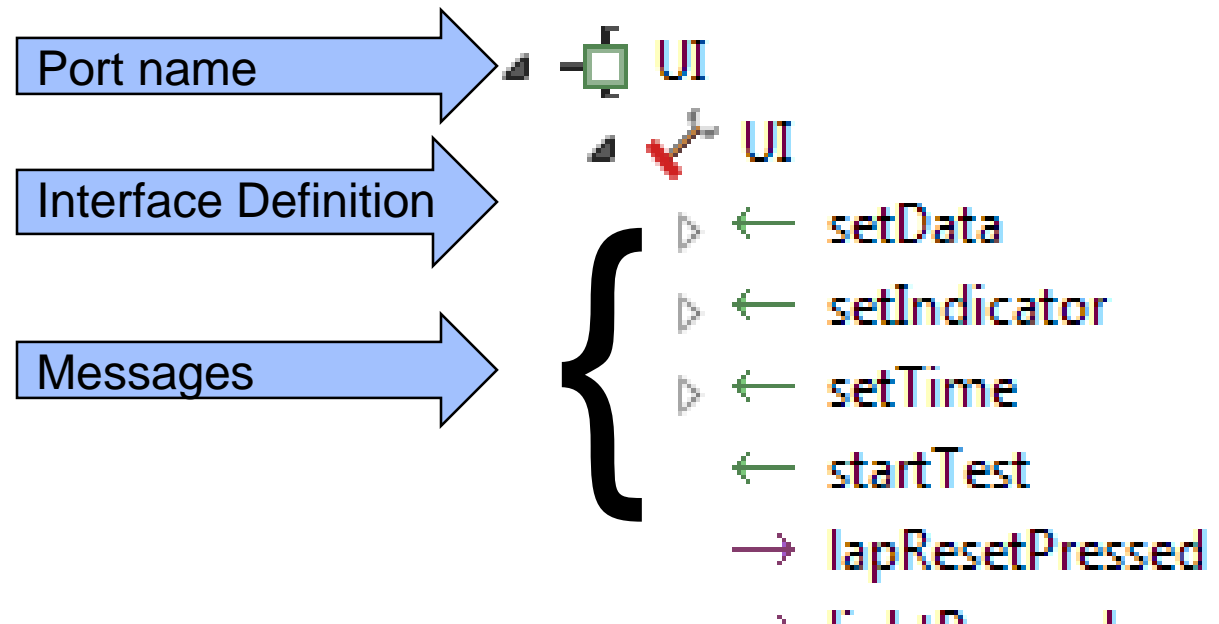 Port name
UI
UI
Interface Definition
setData
setIndicator
setTime
Messages
startTest
lapResetPressed